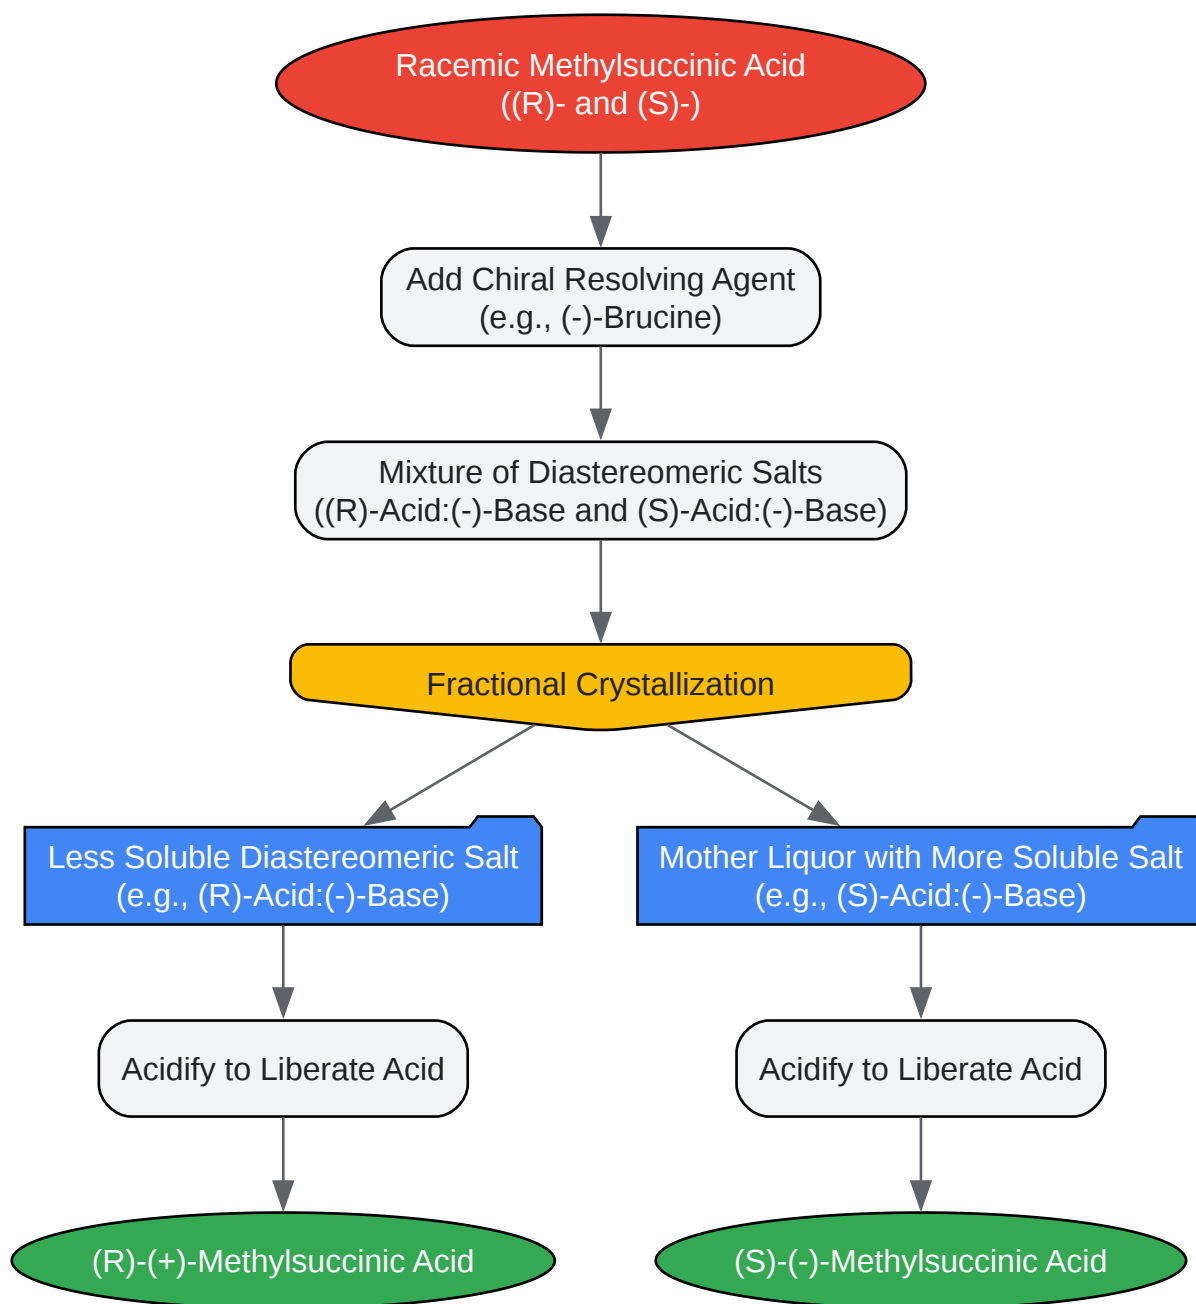 Racemic Methylsuccinic Acid
((R)- and (S)-)
Add Chiral Resolving Agent
(e.g., (-)-Brucine)
Mixture of Diastereomeric Salts
((R)-Acid:(-)-Base and (S)-Acid:(-)-Base)
Fractional Crystallization
Less Soluble Diastereomeric Salt
(e.g., (R)-Acid:(-)-Base)
Mother Liquor with More Soluble Salt
(e.g., (S)-Acid:(-)-Base)
Acidify to Liberate Acid
Acidify to Liberate Acid
(R)-(+)-Methylsuccinic Acid
(S)-(-)-Methylsuccinic Acid